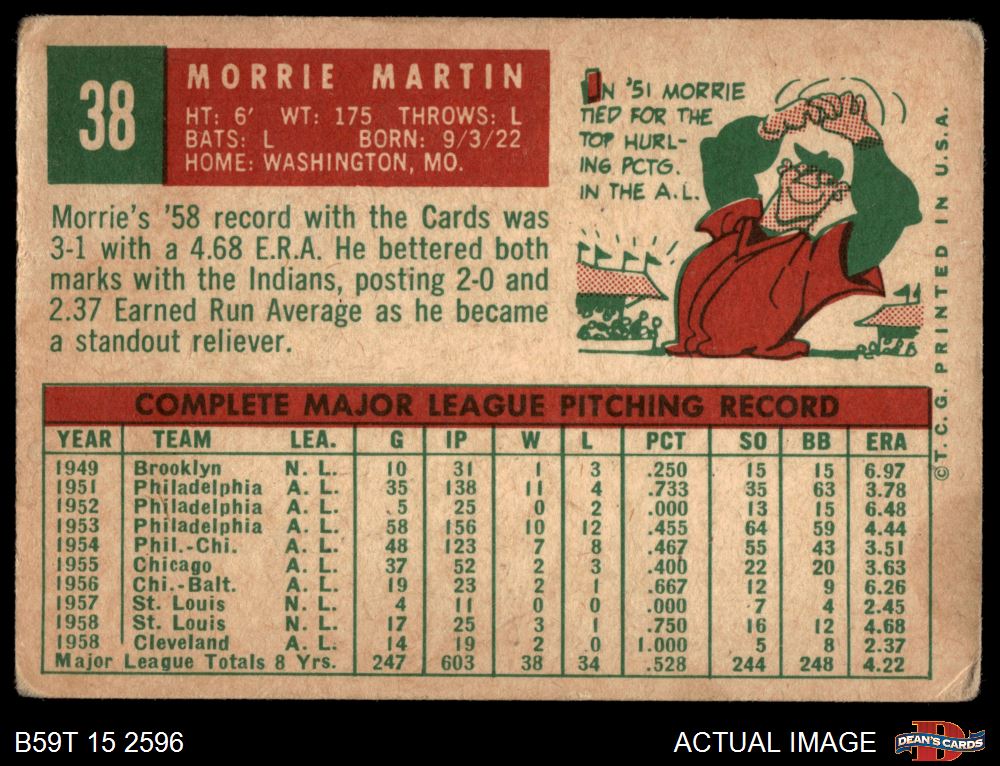 38
MORRIE MARTIN
HT: 6' WT: 175 THROWS: L
BATS: L BORN: 9/3/22
HOME: WASHINGTON, MO.
Morrie's '58 record with the Cards was
3-1 with a 4.68 E.R.A. He bettered both
marks with the Indians, posting 2-0 and
2.37 Earned Run Average as he became
a standout reliever.
IN '51 MORRIE
TIED FOR THE
TOP HURL-
ING PCTG.
IN THE A.L.
COMPLETE MAJOR LEAGUE PITCHING RECORD
YEAR TEAM LEA. G IP W L PCT SO BB ERA
1949 Brooklyn N. L. 10 31 1 3 .250 15 15 6.97
1951 Philadelphia A. L. 35 138 11 4 .733 35 63 3.78
1952 Philadelphia A. L. 5 25 0 2 .000 13 15 6.48
1953 Philadelphia A. L. 58 156 10 12 .455 64 59 4.44
1954 Phil.-Chi. A. L. 48 123 7 8 .467 55 43 3.51
1955 Chicago A. L. 37 52 2 3 .400 22 20 3.63
1956 Chi.-Balt. A. L. 19 23 2 1 .667 12 9 6.26
1957 St. Louis N. L. 4 11 0 0 .000 7 4 2.45
1958 St. Louis N. L. 17 25 3 1 .750 16 12 4.68
1958 Cleveland A. L. 14 19 2 0 1.000 5 8 2.37
Major League Totals 8 Yrs. 247 603 38 34 .528 244 248 4.22
© T. C. G. PRINTED IN U.S.A.
B59T 15 2596
ACTUAL IMAGE
DEAN'S CARDS